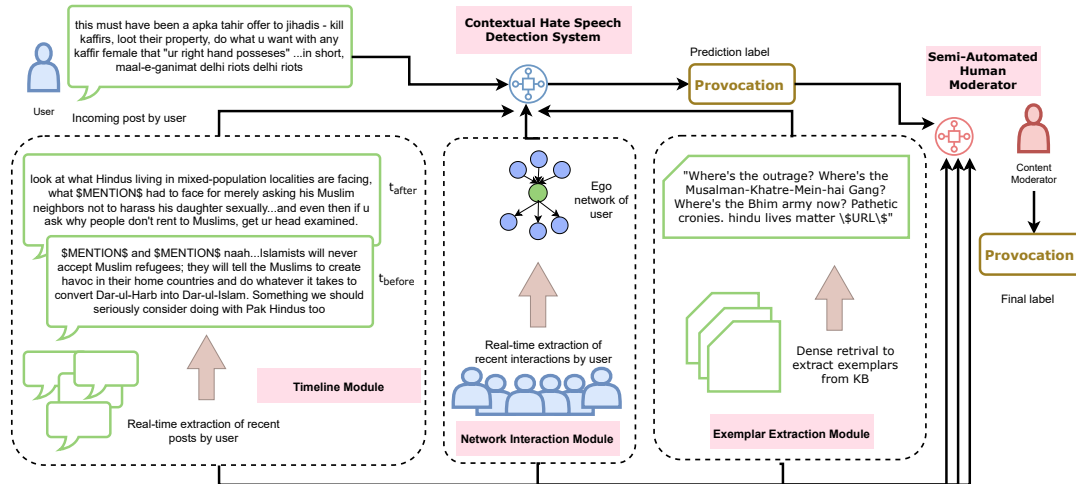 this must have been a apka tahir offer to jihadis - kill
kaffirs, loot their property, do what u want with any
kaffir female that "ur right hand posseses" ...in short,
maal-e-ganimat delhi riots delhi riots
User
Incoming post by user
Contextual Hate Speech
Detection System
Prediction label
Provocation
Semi-Automated
Human
Moderator
Content
Moderator
Provocation
Final label
look at what Hindus living in mixed-population localities are facing,
what $MENTION$ had to face for merely asking his Muslim
neighbors not to harass his daughter sexually...and even then if u
ask why people don't rent to Muslims, get ur head examined.
t_after
$MENTION$ and $MENTION$ naah...Islamists will never
accept Muslim refugees; they will tell the Muslims to create
havoc in their home countries and do whatever it takes to
convert Dar-ul-Harb into Dar-ul-Islam. Something we should
seriously consider doing with Pak Hindus too
t_before
Timeline Module
Real-time extraction of recent
posts by user
Ego
network of
user
Real-time extraction of
recent interactions by user
Network Interaction Module
"Where's the outrage? Where's the
Musalman-Khatre-Mein-hai Gang?
Where's the Bhim army now? Pathetic
cronies. hindu lives matter \$URL\$"
Dense retrival to
extract exemplars
from KB
Exemplar Extraction Module